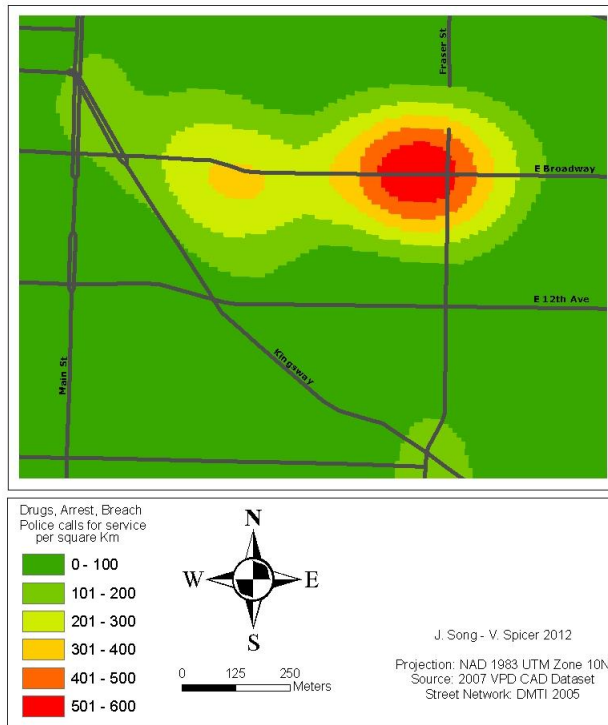 Fraser St
E Broadway
E 12th Ave
Main St
Kingsway
Drugs, Arrest, Breach
Police calls for service
per square Km
0 - 100
101 - 200
201 - 300
301 - 400
401 - 500
501 - 600
N
W
E
S
0 125 250
Meters
J. Song - V. Spicer 2012
Projection: NAD 1983 UTM Zone 10N
Source: 2007 VPD CAD Dataset
Street Network: DMTI 2005